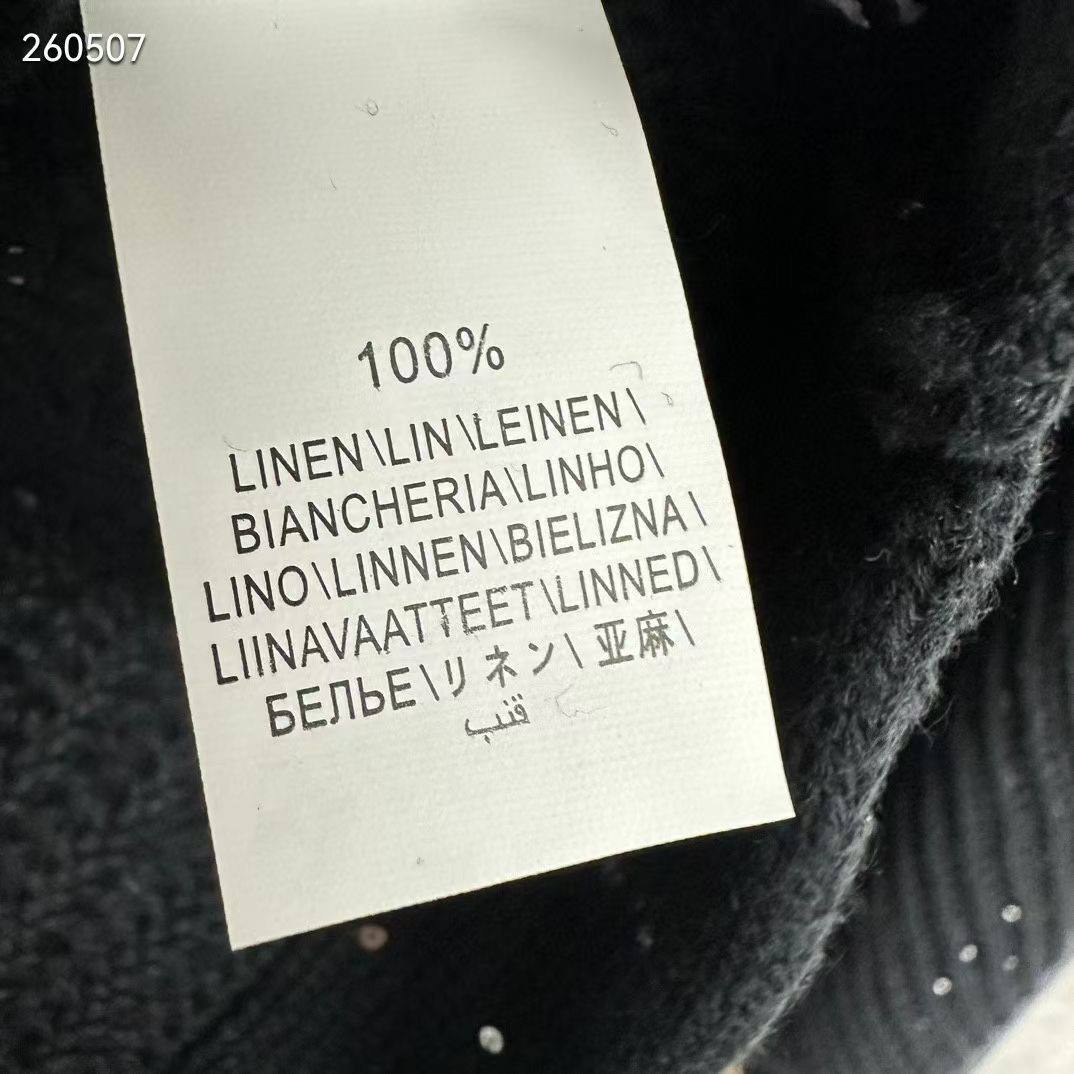 260507
100%
LINEN\LIN\LEINEN\
BIANCHERIA\LINHO\
LINO\LINNEN\BIELIZNA\
LIINAVAATTEET\LINNED\
БЕЛЬЕ\リネン\亚麻\
قنب